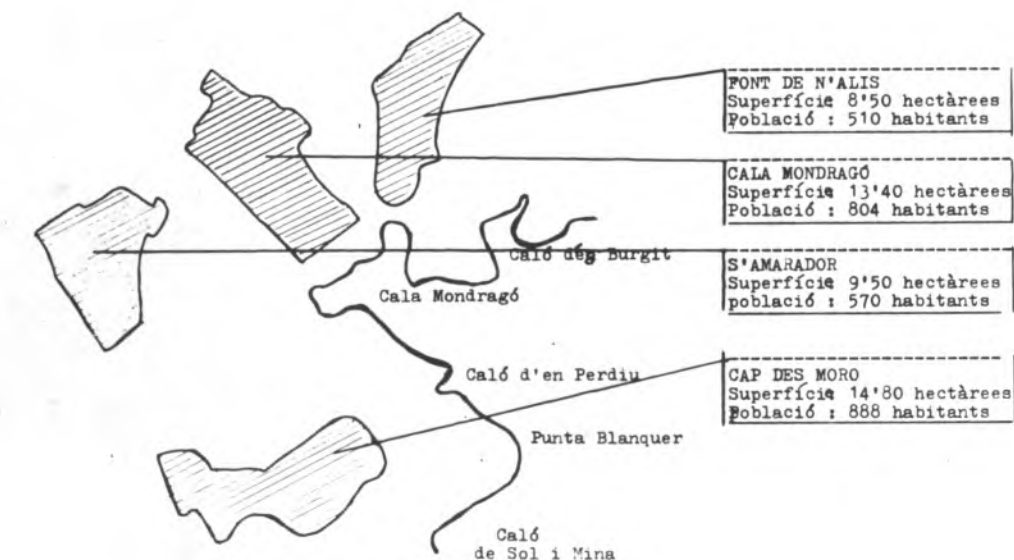 FONT DE N'ALIS
Superfície 8'50 hectàrees
Població : 510 habitants
CALA MONDRAGÓ
Superfície 13'40 hectàrees
Població : 804 habitants
S'AMARADOR
Superfície 9'50 hectàrees
població : 570 habitants
CAP DES MORO
Superfície 14'80 hectàrees
Població : 888 habitants
Caló des Burgit
Cala Mondragó
Caló d'en Perdiu
Punta Blanquer
Caló
de Sol i Mina